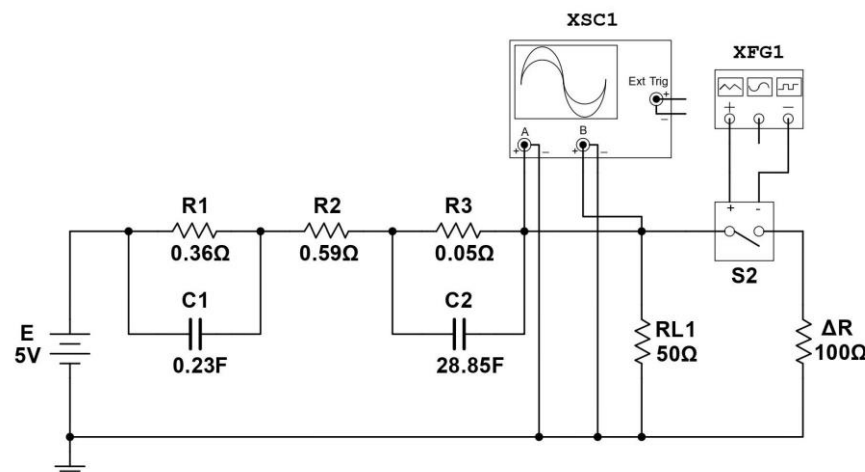 XSC1
XFG1
Ext Trig
+
−
A
B
+ − + −
+ −
R1
0.36Ω
R2
0.59Ω
R3
0.05Ω
+ -
S2
C1
0.23F
C2
28.85F
E
5V
RL1
50Ω
ΔR
100Ω